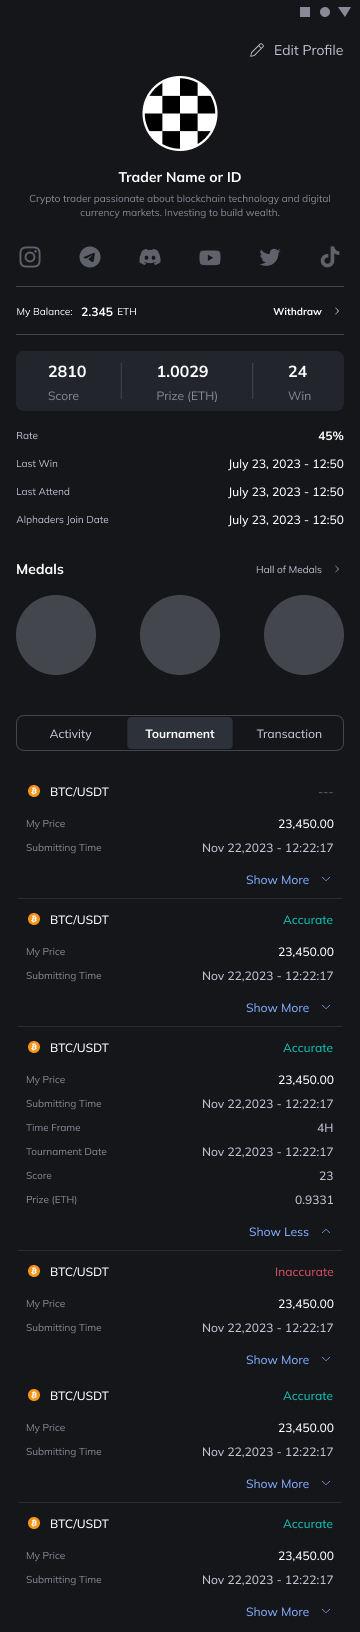 Edit Profile
Trader Name or ID
Crypto trader passionate about blockchain technology and digital
currency markets. Investing to build wealth.
My Balance: 2.345 ETH Withdraw
2810 1.0029 24
Score Prize (ETH) Win
Rate 45%
Last Win July 23, 2023 - 12:50
Last Attend July 23, 2023 - 12:50
Alphaders Join Date July 23, 2023 - 12:50
Medals Hall of Medals
Activity Tournament Transaction
BTC/USDT ---
My Price 23,450.00
Submitting Time Nov 22,2023 - 12:22:17
Show More
BTC/USDT Accurate
My Price 23,450.00
Submitting Time Nov 22,2023 - 12:22:17
Show More
BTC/USDT Accurate
My Price 23,450.00
Submitting Time Nov 22,2023 - 12:22:17
Time Frame 4H
Tournament Date Nov 22,2023 - 12:22:17
Score 23
Prize (ETH) 0.9331
Show Less
BTC/USDT Inaccurate
My Price 23,450.00
Submitting Time Nov 22,2023 - 12:22:17
Show More
BTC/USDT Accurate
My Price 23,450.00
Submitting Time Nov 22,2023 - 12:22:17
Show More
BTC/USDT Accurate
My Price 23,450.00
Submitting Time Nov 22,2023 - 12:22:17
Show More